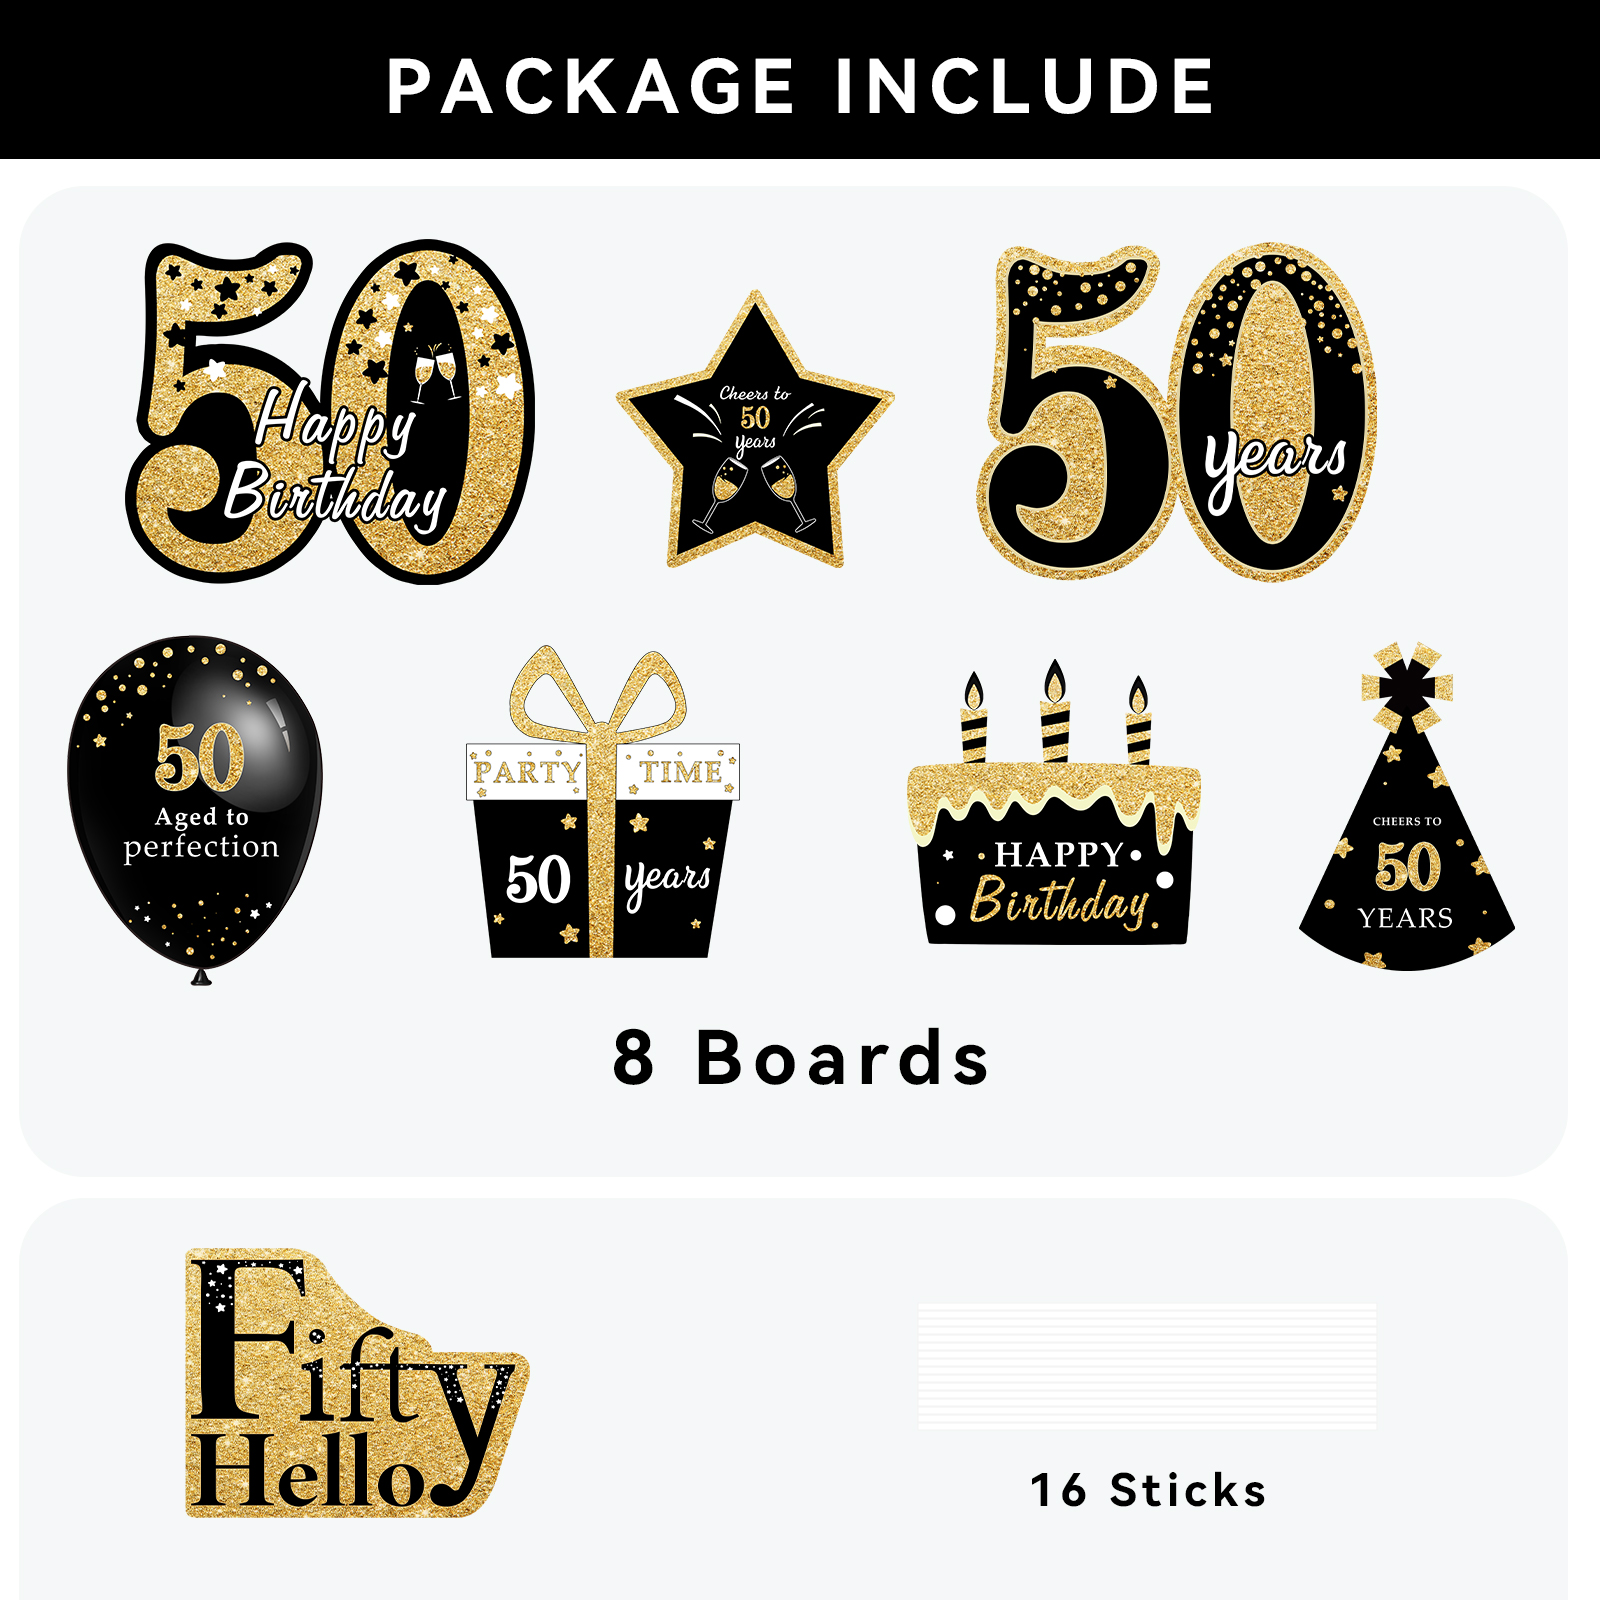 PACKAGE INCLUDE
50
Happy
Birthday
Cheers to
50
years
50
years
50
Aged to
perfection
PARTY TIME
50 years
HAPPY
Birthday
CHEERS TO
50
YEARS
8 Boards
Fifty
Hello
16 Sticks